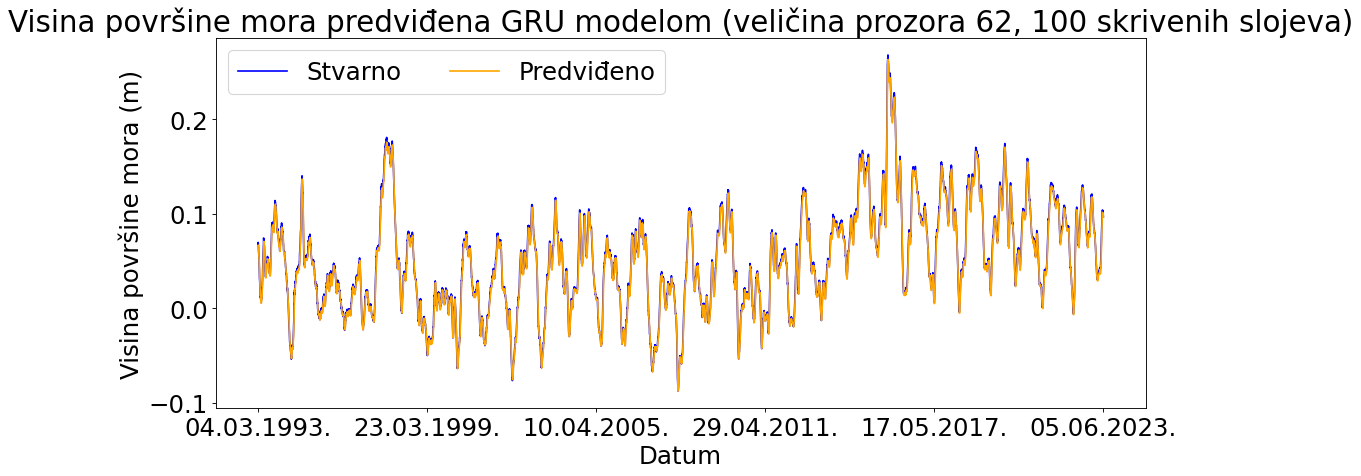 Visina površine mora predviđena GRU modelom (veličina prozora 62, 100 skrivenih slojeva)
Stvarno Predviđeno
Visina površine mora (m)
0.2
0.1
0.0
−0.1
04.03.1993. 23.03.1999. 10.04.2005. 29.04.2011. 17.05.2017. 05.06.2023.
Datum